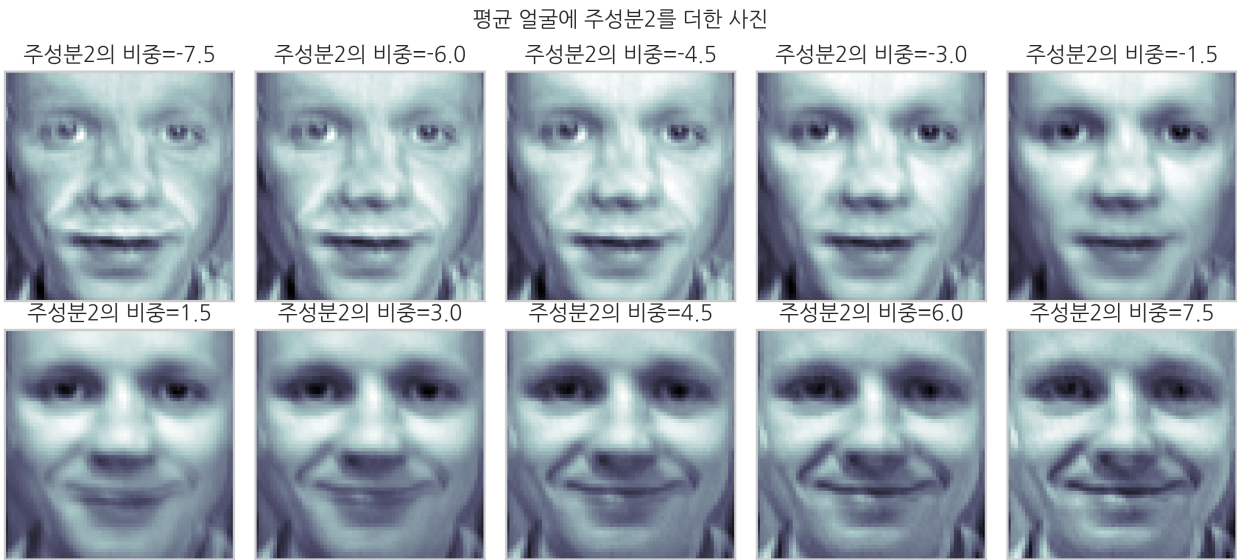 평균 얼굴에 주성분2를 더한 사진
주성분2의 비중=-7.5
주성분2의 비중=-6.0
주성분2의 비중=-4.5
주성분2의 비중=-3.0
주성분2의 비중=-1.5
주성분2의 비중=1.5
주성분2의 비중=3.0
주성분2의 비중=4.5
주성분2의 비중=6.0
주성분2의 비중=7.5